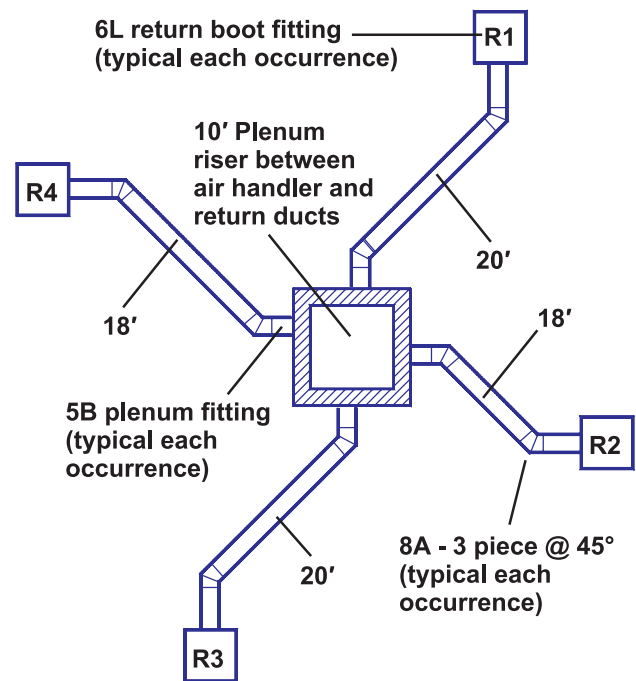 6L return boot fitting
(typical each occurrence)
R1
10′ Plenum
riser between
air handler and
return ducts
R4
20′
18′
18′
5B plenum fitting
(typical each
occurrence)
R2
20′
8A - 3 piece @ 45°
(typical each
occurrence)
R3